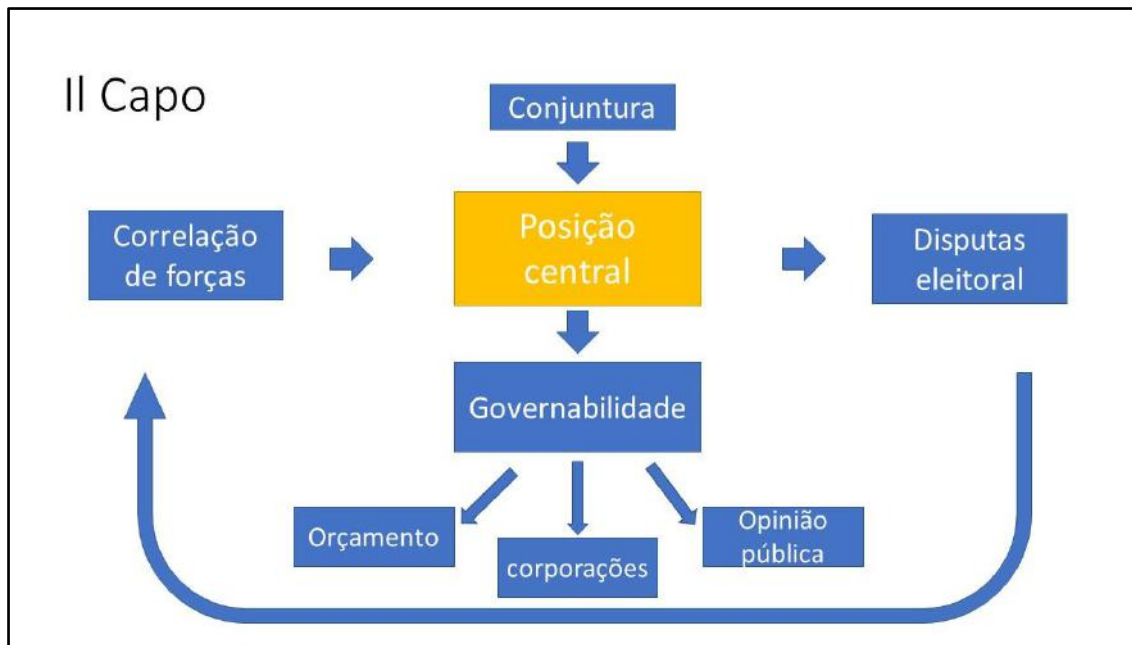 Il Capo
Conjuntura
Correlação
de forças
Posição
central
Disputas
eleitoral
Governabilidade
Orçamento
corporações
Opinião
pública